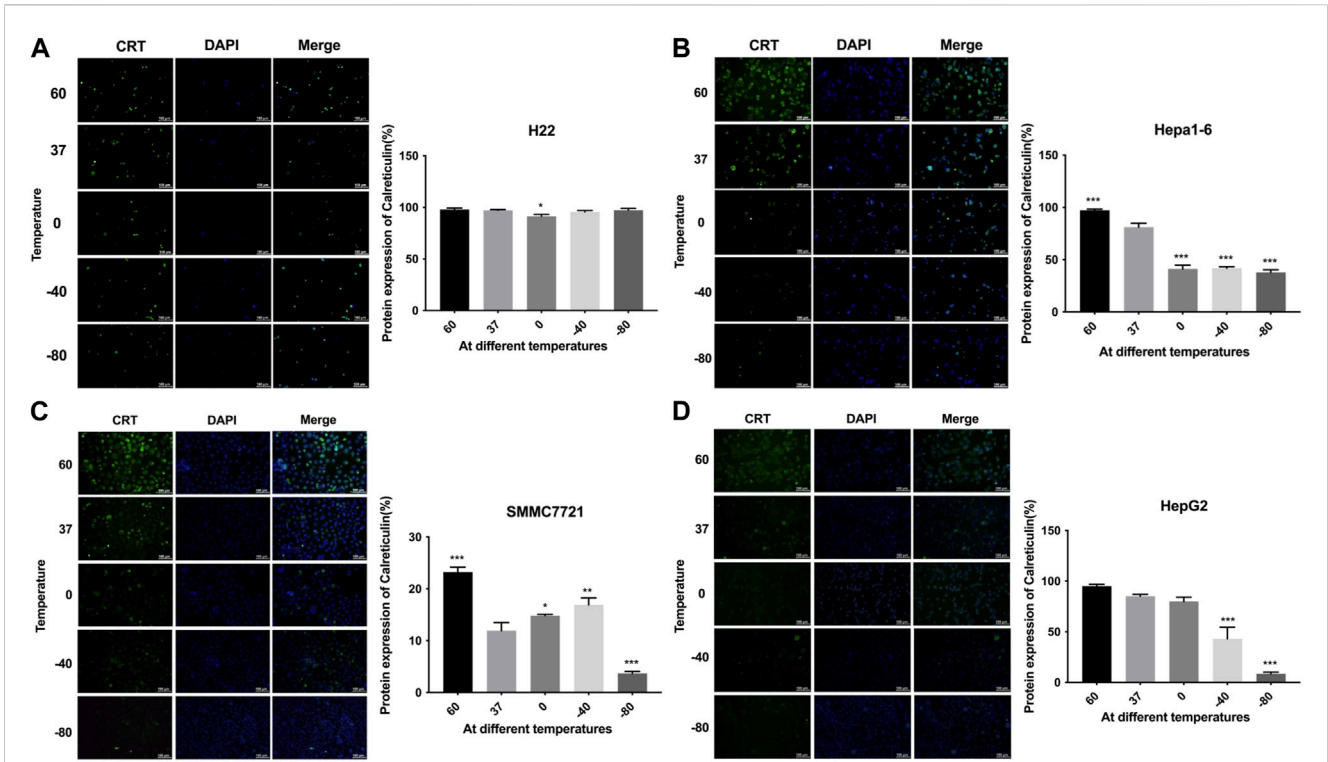 A
CRT DAPI Merge
60
37
0
-40
-80
Temperature
H22
Protein expression of Calreticulin(%)
150
100
50
0
*
60 37 0 -40 -80
At different temperatures
B
CRT DAPI Merge
60
37
0
-40
-80
Temperature
Hepa1-6
Protein expression of Calreticulin(%)
150
100
50
0
*** *** *** ***
60 37 0 -40 -80
At different temperatures
C
CRT DAPI Merge
60
37
0
-40
-80
Temperature
SMMC7721
Protein expression of Calreticulin(%)
30
20
10
0
*** * ** ***
60 37 0 -40 -80
At different temperatures
D
CRT DAPI Merge
60
37
0
-40
-80
Temperature
HepG2
Protein expression of Calreticulin(%)
150
100
50
0
*** ***
60 37 0 -40 -80
At different temperatures